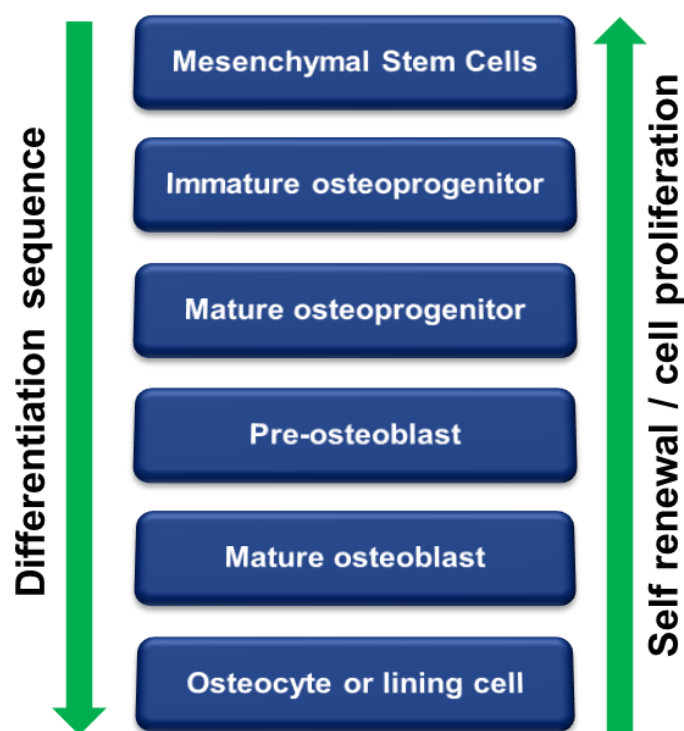 Mesenchymal Stem Cells
Immature osteoprogenitor
Mature osteoprogenitor
Pre-osteoblast
Mature osteoblast
Osteocyte or lining cell
Differentiation sequence
Self renewal / cell proliferation